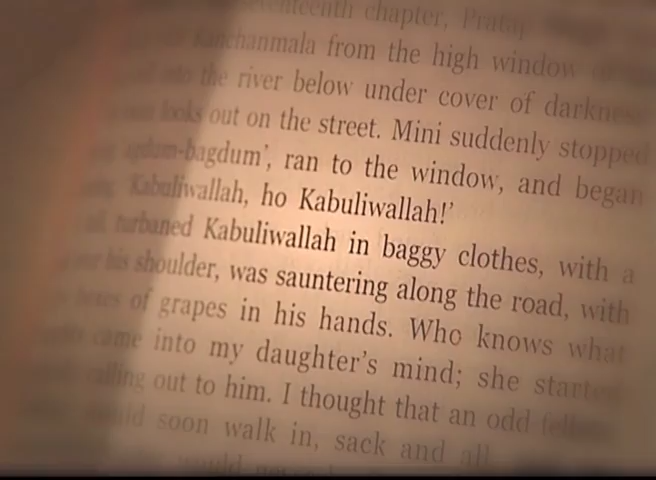 seventeenth chapter, Pratap
Kanchanmala from the high window
into the river below under cover of darkness
looks out on the street. Mini suddenly stopped
ran to the window, and began
Kabuliwallah, ho Kabuliwallah!'
turbaned Kabuliwallah in baggy clothes, with a
his shoulder, was sauntering along the road, with
of grapes in his hands. Who knows what
came into my daughter's mind; she started
calling out to him. I thought that an odd
soon walk in, sack and all
would